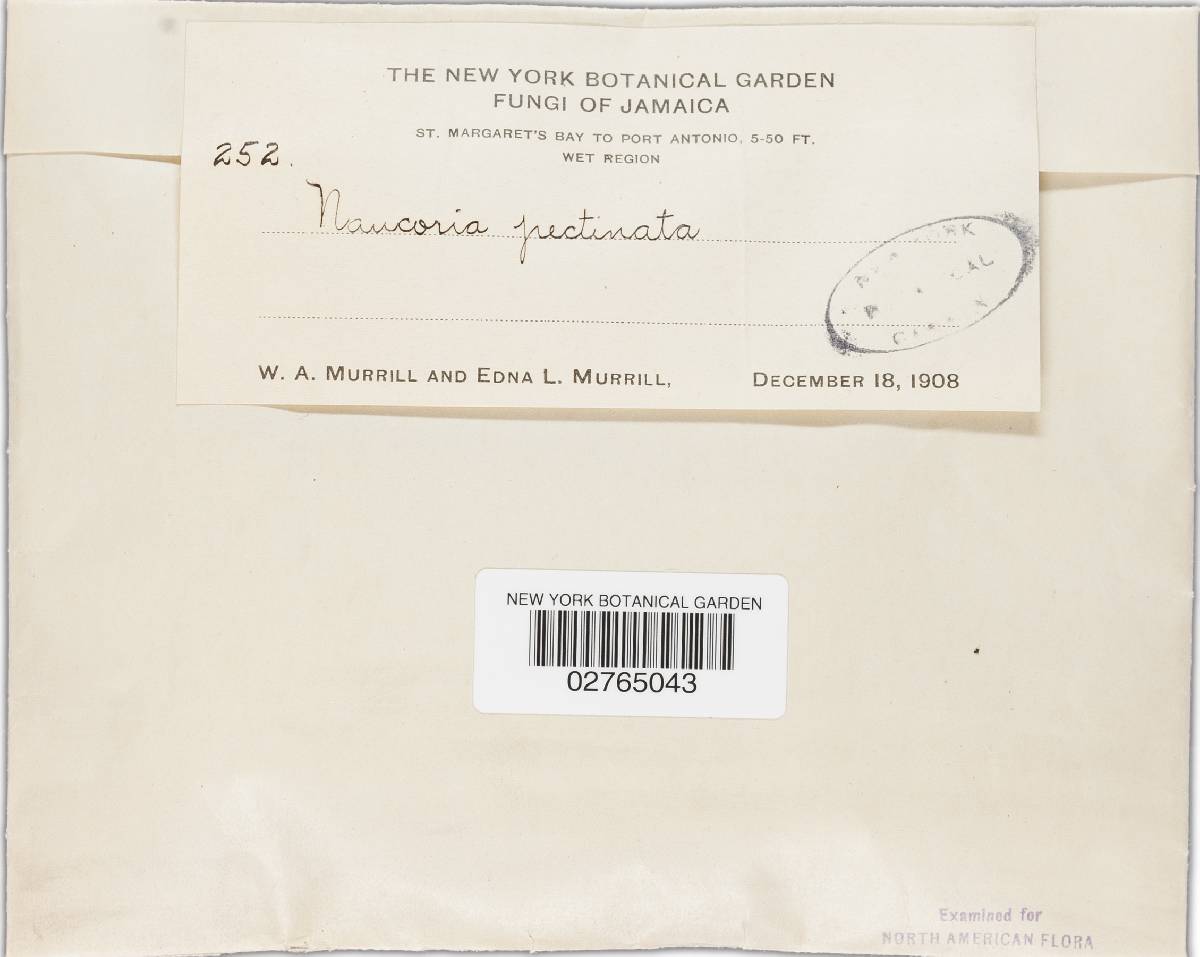 THE NEW YORK BOTANICAL GARDEN
FUNGI OF JAMAICA
ST. MARGARET'S BAY TO PORT ANTONIO, 5-50 FT.
WET REGION
252.
Naucoria pectinata
W. A. MURRILL AND EDNA L. MURRILL,
DECEMBER 18, 1908
NEW YORK BOTANICAL GARDEN
02765043
Examined for
NORTH AMERICAN FLORA